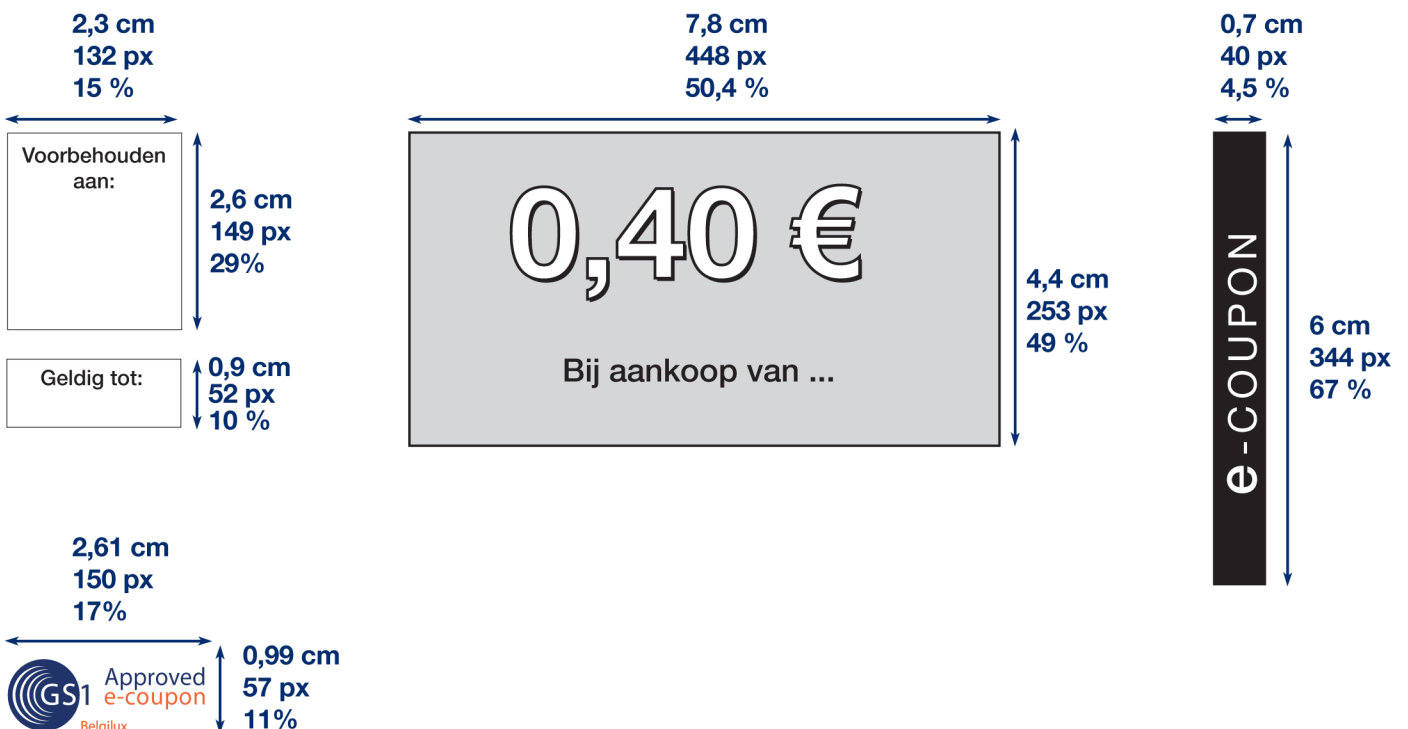 2,3 cm
132 px
15 %
Voorbehouden
aan:
2,6 cm
149 px
29%
Geldig tot:
0,9 cm
52 px
10 %
7,8 cm
448 px
50,4 %
0,40 €
Bij aankoop van ...
4,4 cm
253 px
49 %
0,7 cm
40 px
4,5 %
e-COUPON
6 cm
344 px
67 %
2,61 cm
150 px
17%
GS1
Approved
e-coupon
Belgilux
0,99 cm
57 px
11%